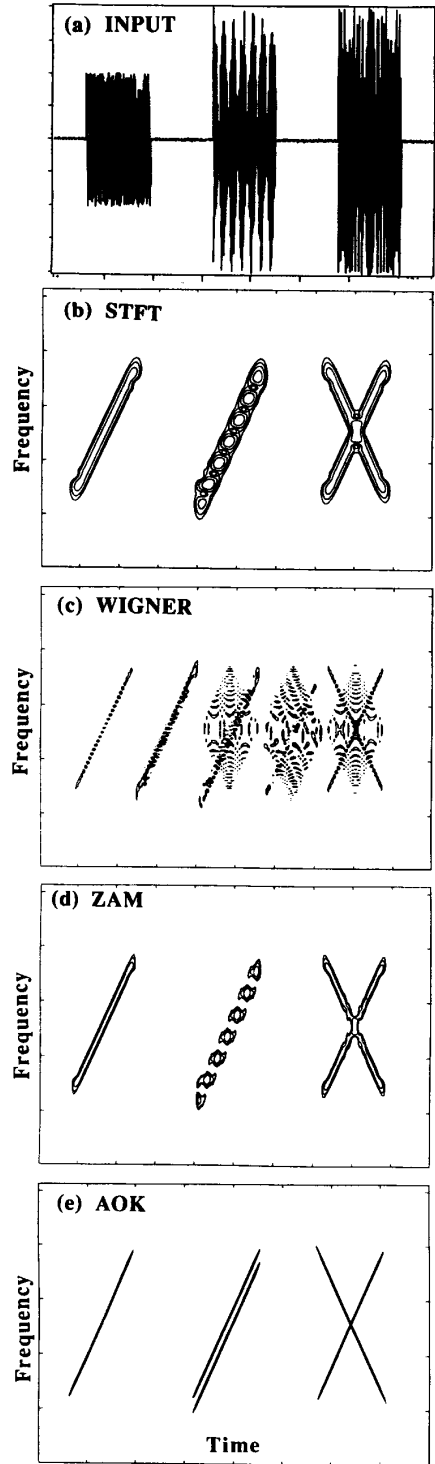 (a) INPUT
(b) STFT
Frequency
(c) WIGNER
Frequency
(d) ZAM
Frequency
(e) AOK
Frequency
Time